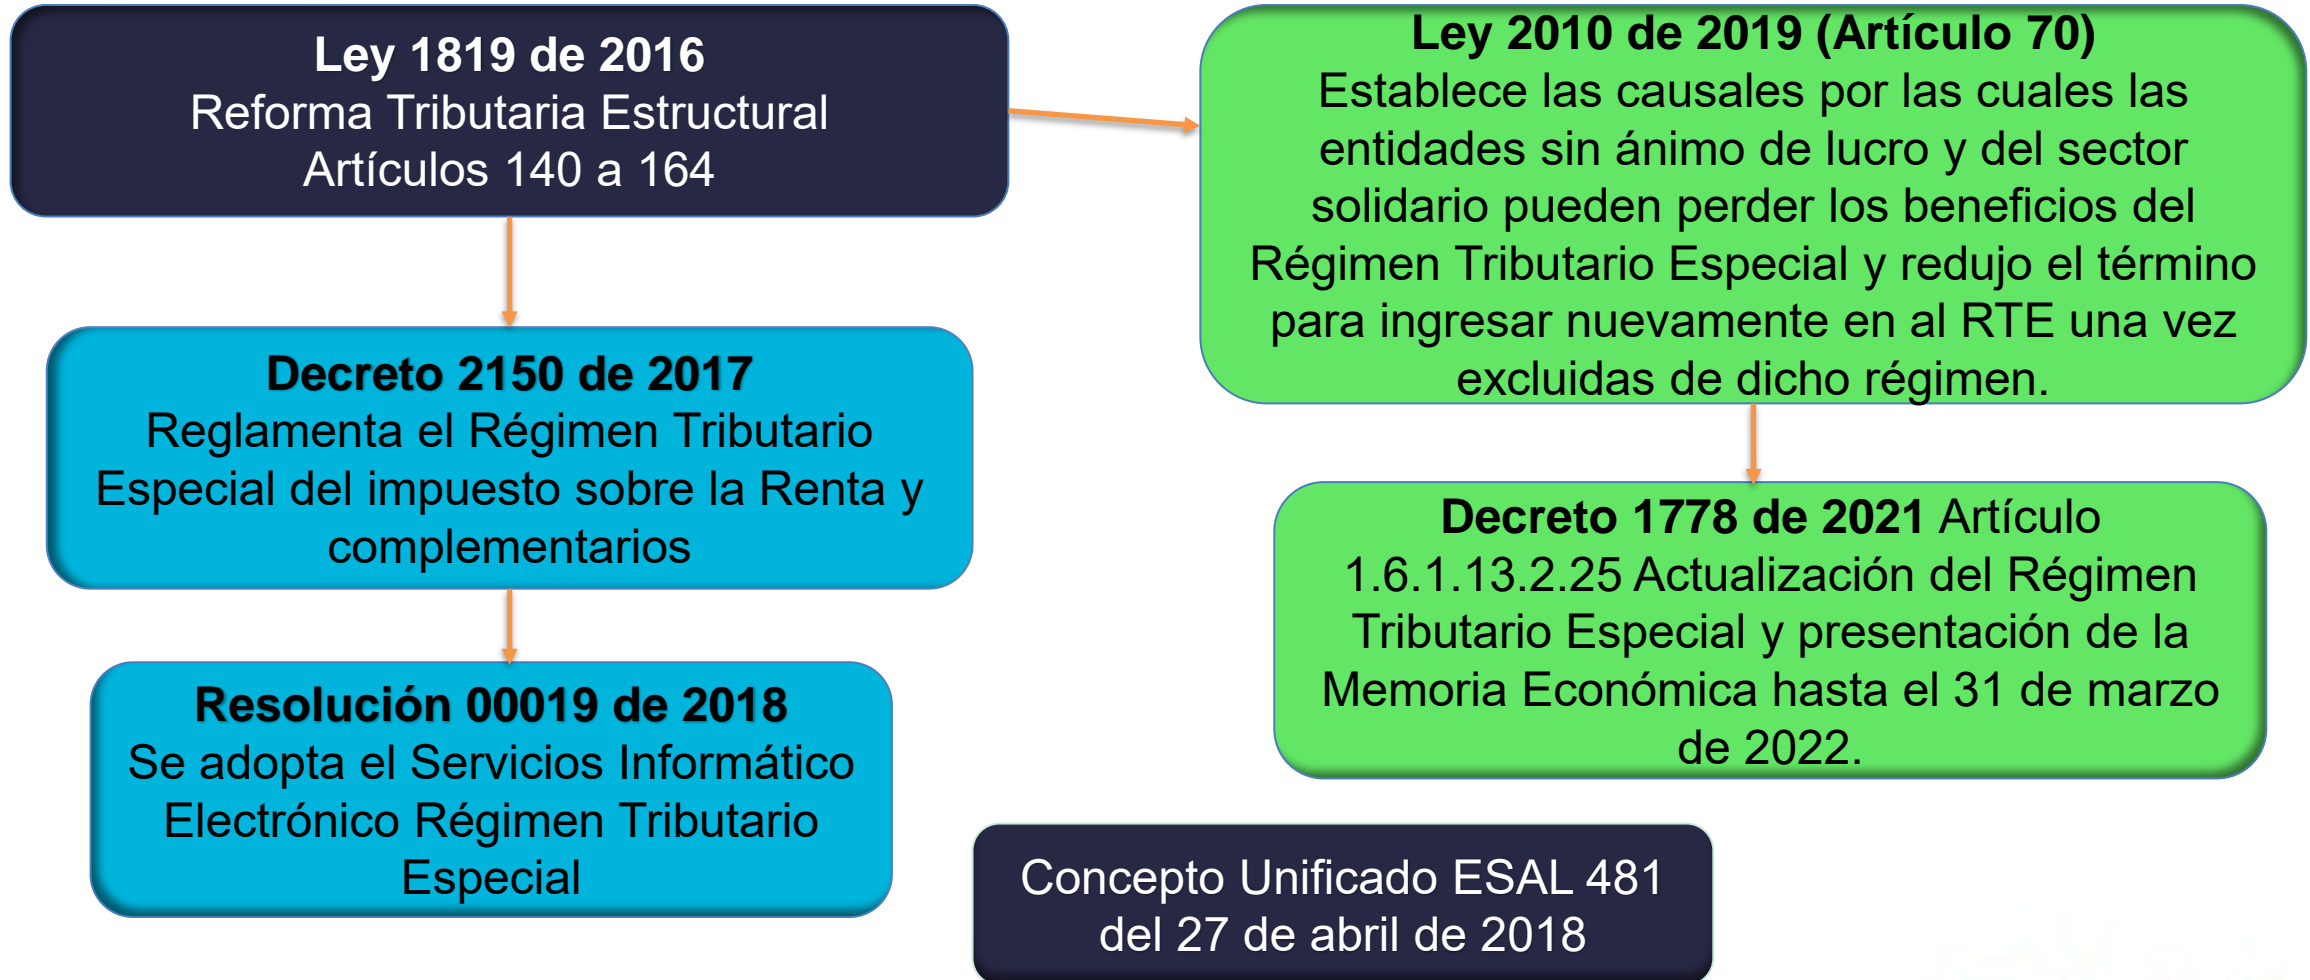 Ley 1819 de 2016
Reforma Tributaria Estructural
Artículos 140 a 164
Decreto 2150 de 2017
Reglamenta el Régimen Tributario
Especial del impuesto sobre la Renta y
complementarios
Resolución 00019 de 2018
Se adopta el Servicios Informático
Electrónico Régimen Tributario
Especial
Ley 2010 de 2019 (Artículo 70)
Establece las causales por las cuales las
entidades sin ánimo de lucro y del sector
solidario pueden perder los beneficios del
Régimen Tributario Especial y redujo el término
para ingresar nuevamente en al RTE una vez
excluidas de dicho régimen.
Decreto 1778 de 2021 Artículo
1.6.1.13.2.25 Actualización del Régimen
Tributario Especial y presentación de la
Memoria Económica hasta el 31 de marzo
de 2022.
Concepto Unificado ESAL 481
del 27 de abril de 2018